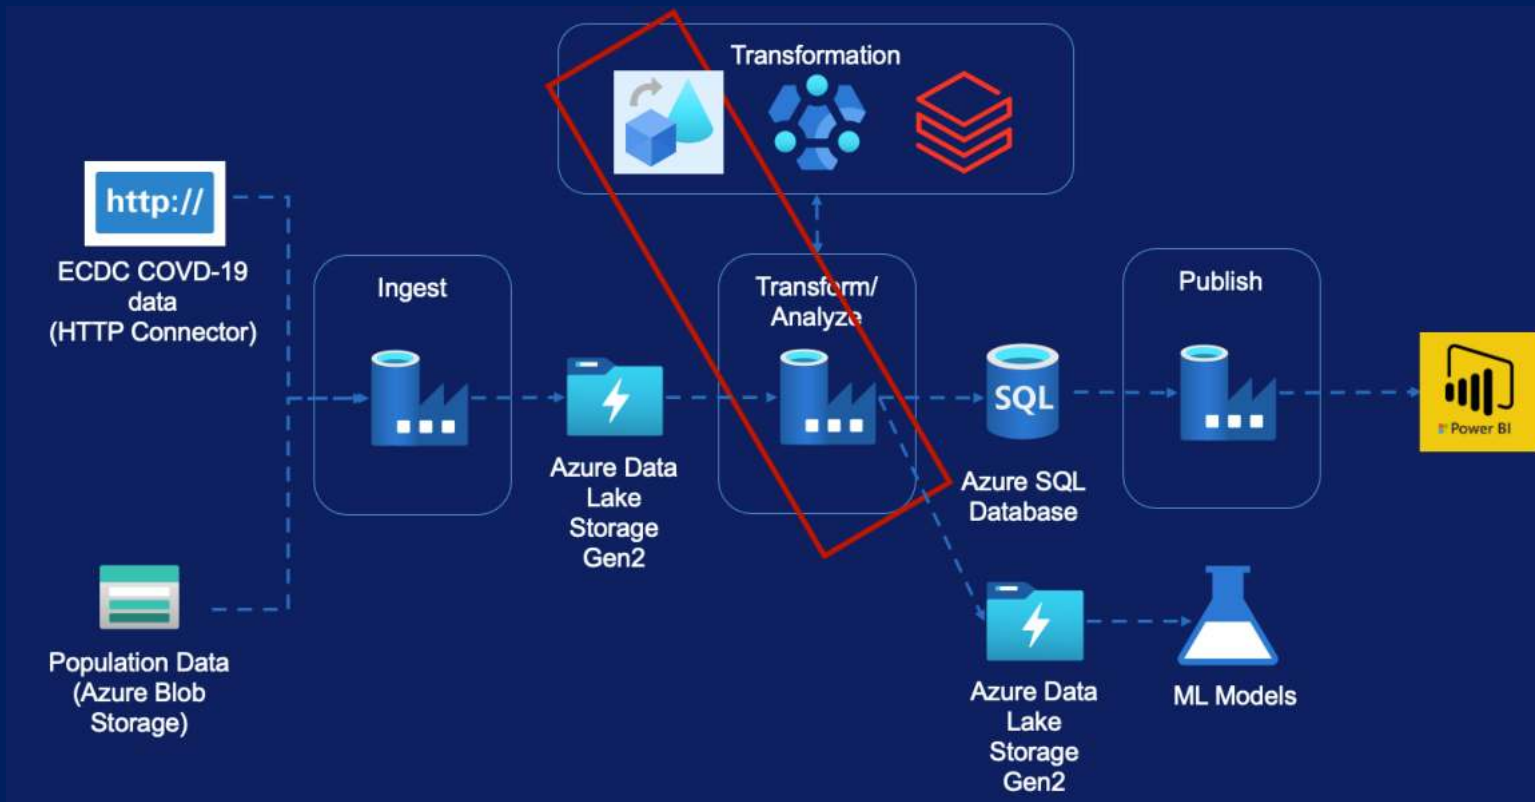 Transformation
http://
ECDC COVD-19
data
(HTTP Connector)
Ingest
Transform/
Analyze
Publish
SQL
Power BI
Azure Data
Lake
Storage
Gen2
Azure SQL
Database
Population Data
(Azure Blob
Storage)
Azure Data
Lake
Storage
Gen2
ML Models